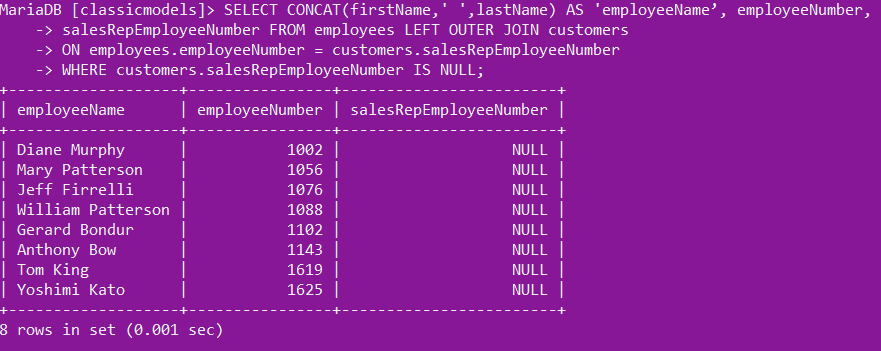 MariaDB [classicmodels]> SELECT CONCAT(firstName,' ',lastName) AS 'employeeName’, employeeNumber,
    -> salesRepEmployeeNumber FROM employees LEFT OUTER JOIN customers
    -> ON employees.employeeNumber = customers.salesRepEmployeeNumber
    -> WHERE customers.salesRepEmployeeNumber IS NULL;
+-------------------+----------------+------------------------+
| employeeName      | employeeNumber | salesRepEmployeeNumber |
+-------------------+----------------+------------------------+
| Diane Murphy      |           1002 |                   NULL |
| Mary Patterson    |           1056 |                   NULL |
| Jeff Firrelli     |           1076 |                   NULL |
| William Patterson |           1088 |                   NULL |
| Gerard Bondur     |           1102 |                   NULL |
| Anthony Bow       |           1143 |                   NULL |
| Tom King          |           1619 |                   NULL |
| Yoshimi Kato      |           1625 |                   NULL |
+-------------------+----------------+------------------------+
8 rows in set (0.001 sec)